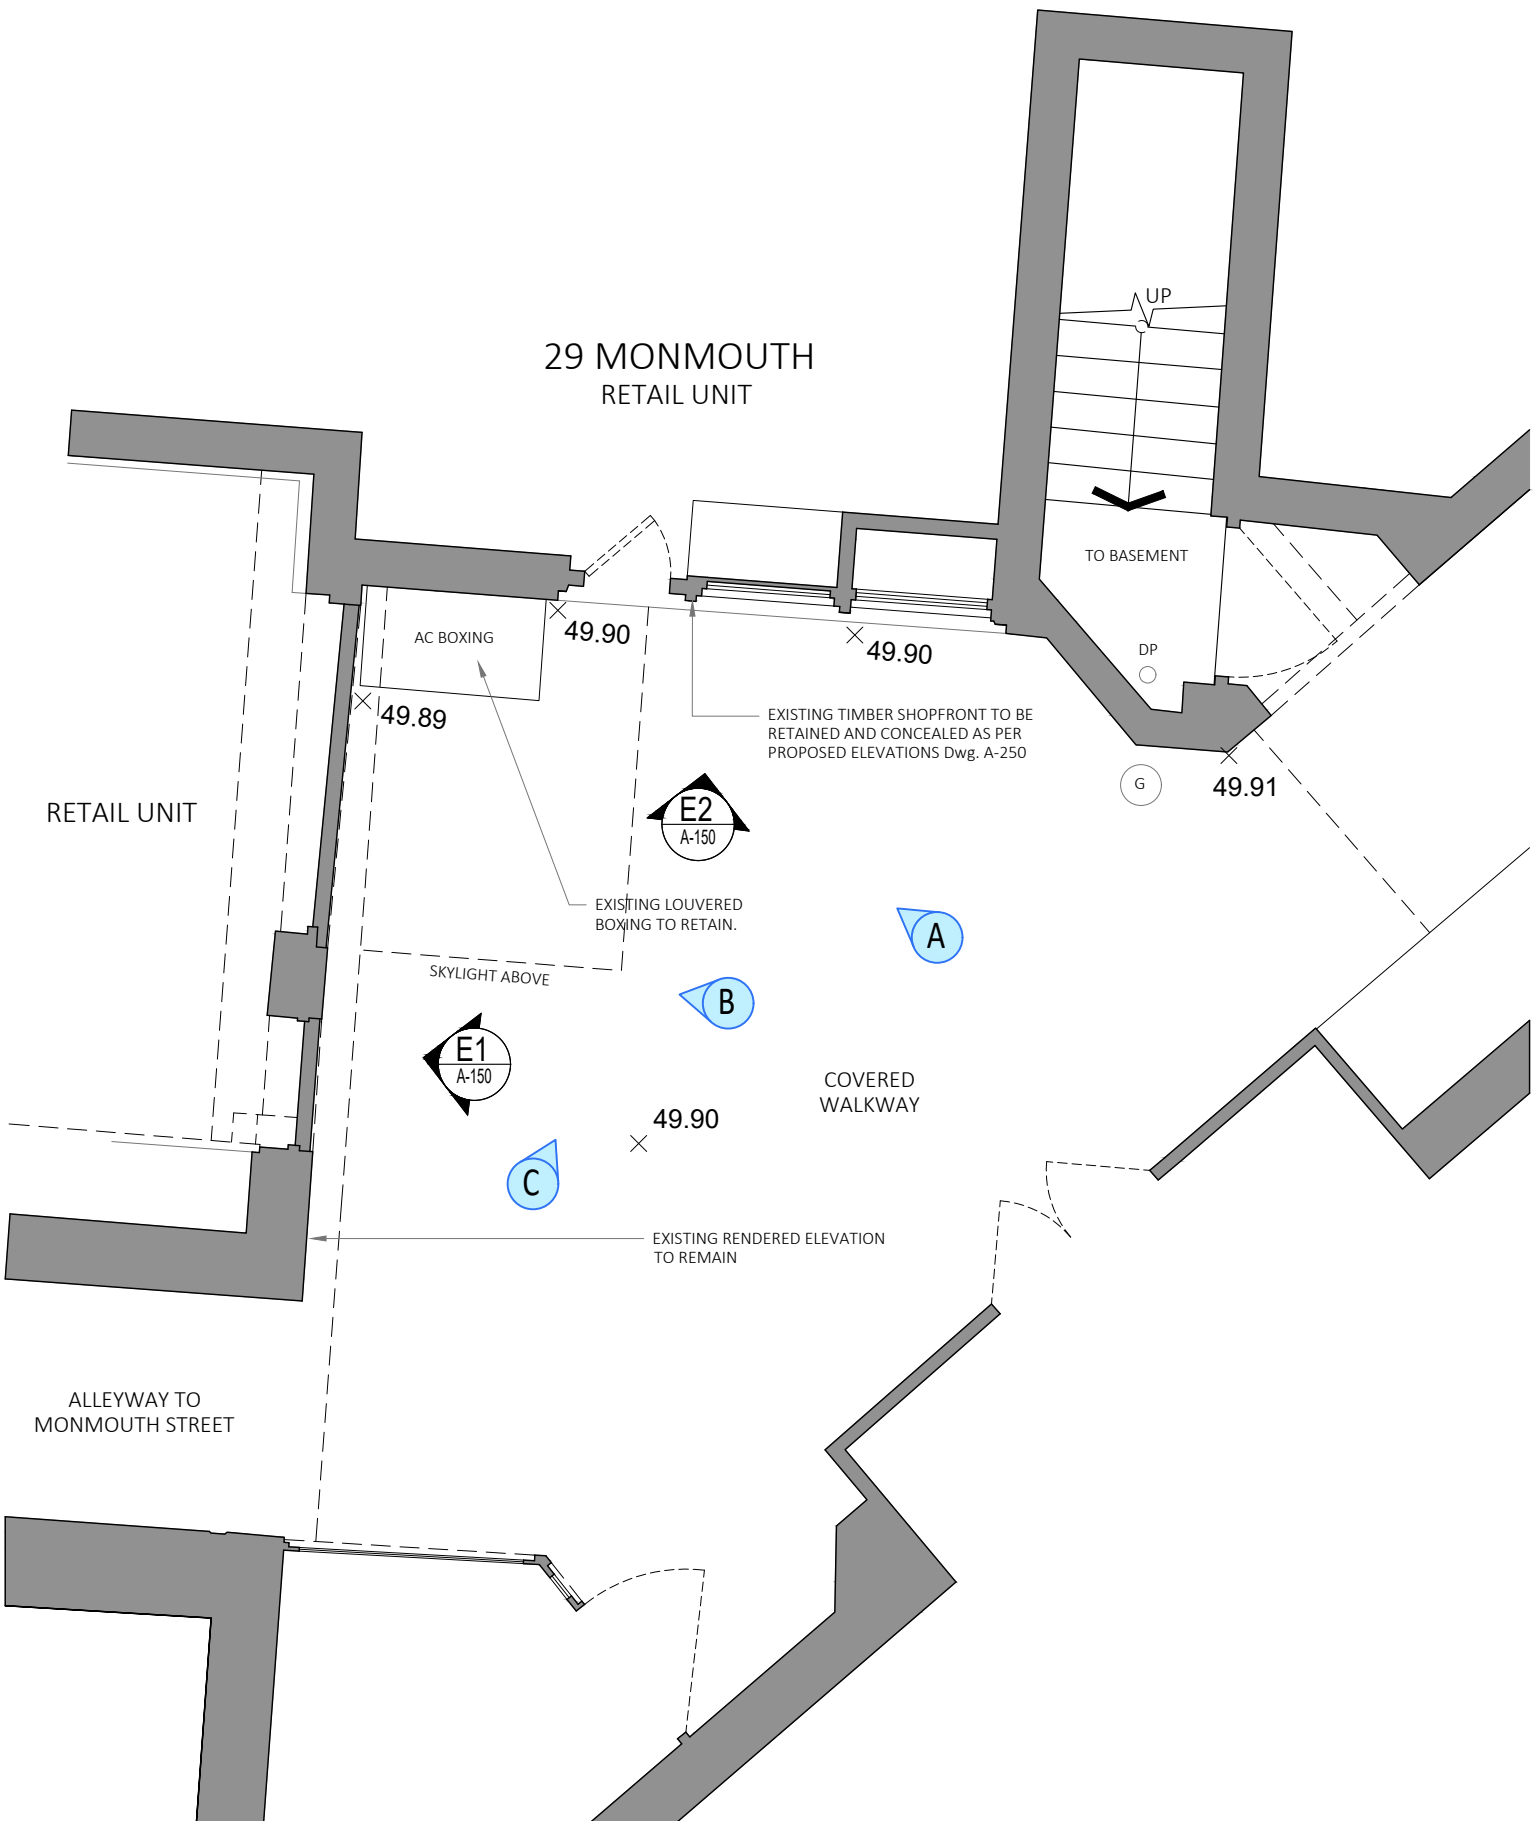 UP
29 MONMOUTH
RETAIL UNIT
TO BASEMENT
AC BOXING
49.90
49.90
DP
49.89
EXISTING TIMBER SHOPFRONT TO BE
RETAINED AND CONCEALED AS PER
PROPOSED ELEVATIONS Dwg. A-250
G
49.91
RETAIL UNIT
E2
A-150
EXISTING LOUVERED
BOXING TO RETAIN.
A
SKYLIGHT ABOVE
B
E1
A-150
COVERED
WALKWAY
49.90
C
EXISTING RENDERED ELEVATION
TO REMAIN
ALLEYWAY TO
MONMOUTH STREET